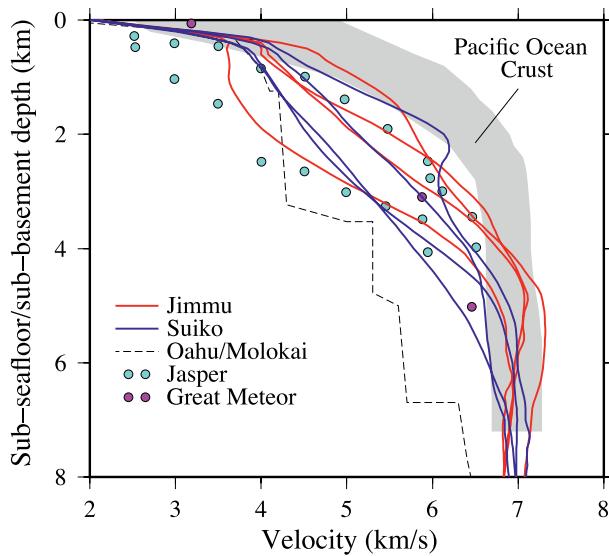 Sub−seafloor/sub−basement depth (km)
0
2
4
6
8
Pacific Ocean
Crust
Jimmu
Suiko
Oahu/Molokai
Jasper
Great Meteor
2 3 4 5 6 7 8
Velocity (km/s)